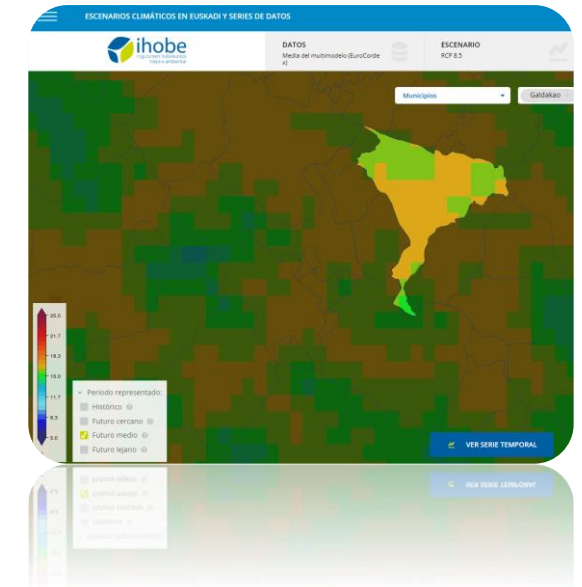 ESCENARIOS CLIMÁTICOS EN EUSKADI Y SERIES DE DATOS
ihobe
DATOS
Media del multimodelo (EuroCorde
x)
ESCENARIO
RCP 8.5
Municipios
Galdakao
25.0
21.7
18.3
15.0
11.7
8.3
5.0
Periodo representado:
Histórico
Futuro cercano
Futuro medio
Futuro lejano
VER SERIE TEMPORAL